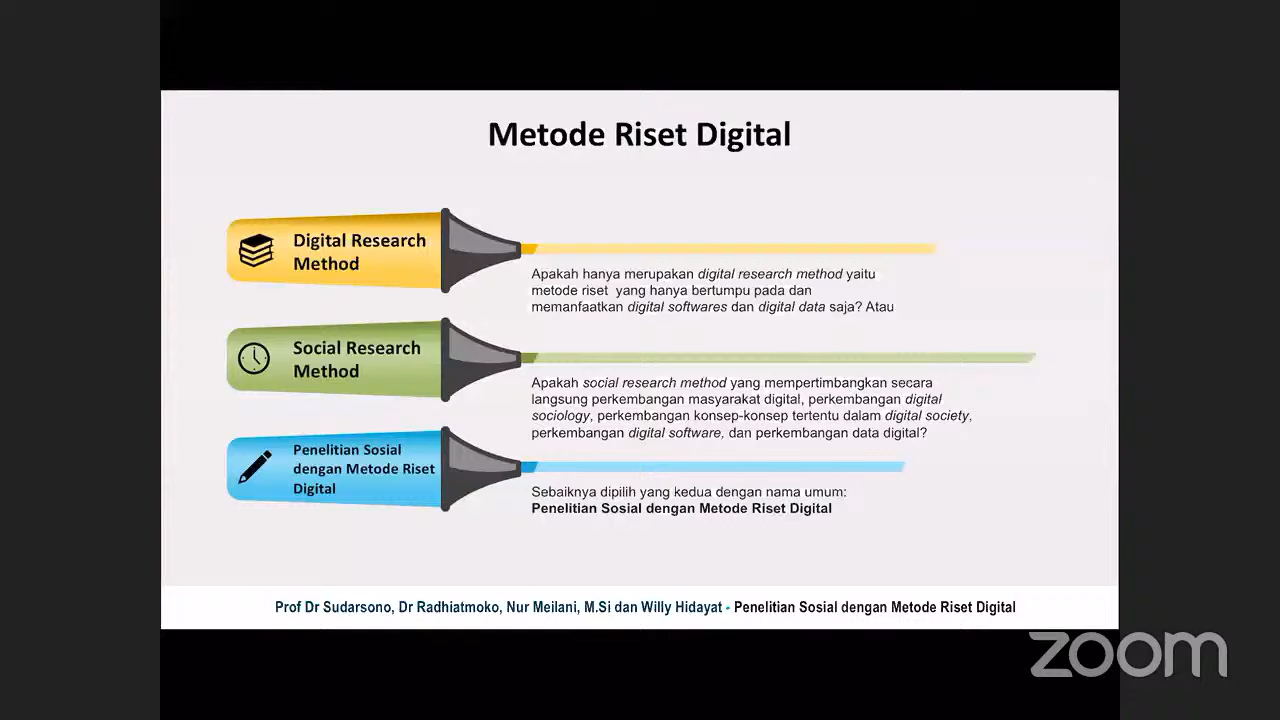 Metode Riset Digital
Digital Research
Method
Apakah hanya merupakan digital research method yaitu
metode riset yang hanya bertumpu pada dan
memanfaatkan digital softwares dan digital data saja? Atau
Social Research
Method
Apakah social research method yang mempertimbangkan secara
langsung perkembangan masyarakat digital, perkembangan digital
sociology, perkembangan konsep-konsep tertentu dalam digital society,
perkembangan digital software, dan perkembangan data digital?
Penelitian Sosial
dengan Metode Riset
Digital
Sebaiknya dipilih yang kedua dengan nama umum:
Penelitian Sosial dengan Metode Riset Digital
Prof Dr Sudarsono, Dr Radhiatmoko, Nur Meilani, M.Si dan Willy Hidayat - Penelitian Sosial dengan Metode Riset Digital
zoom